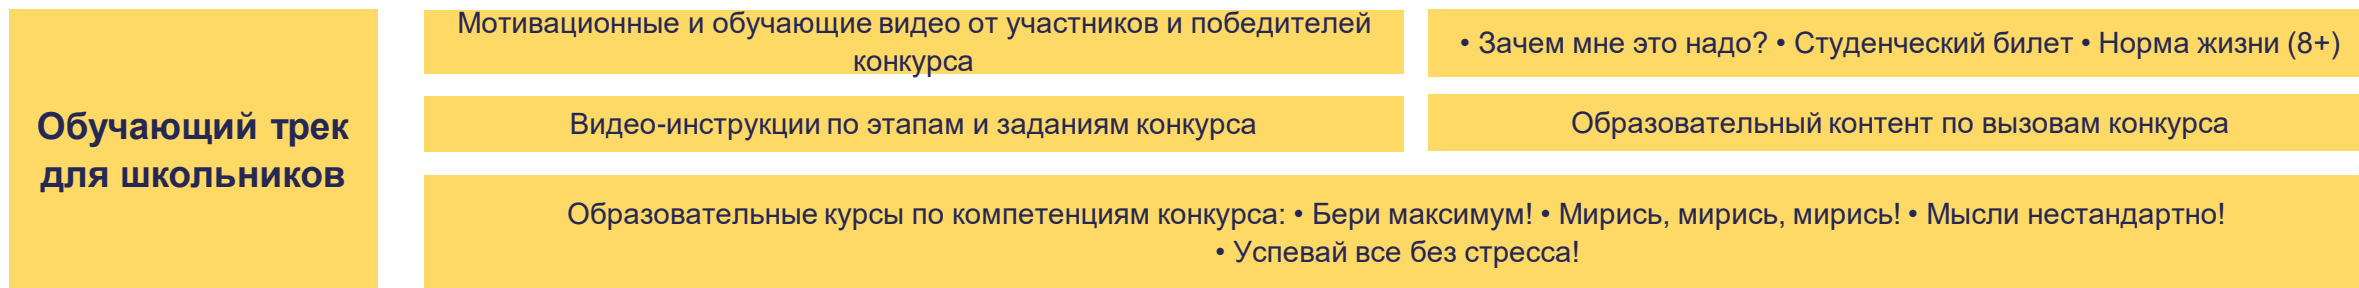 Обучающий трек
для школьников
Мотивационные и обучающие видео от участников и победителей
конкурса
• Зачем мне это надо? • Студенческий билет • Норма жизни (8+)
Видео-инструкции по этапам и заданиям конкурса
Образовательный контент по вызовам конкурса
Образовательные курсы по компетенциям конкурса: • Бери максимум! • Мирись, мирись, мирись! • Мысли нестандартно!
• Успевай все без стресса!